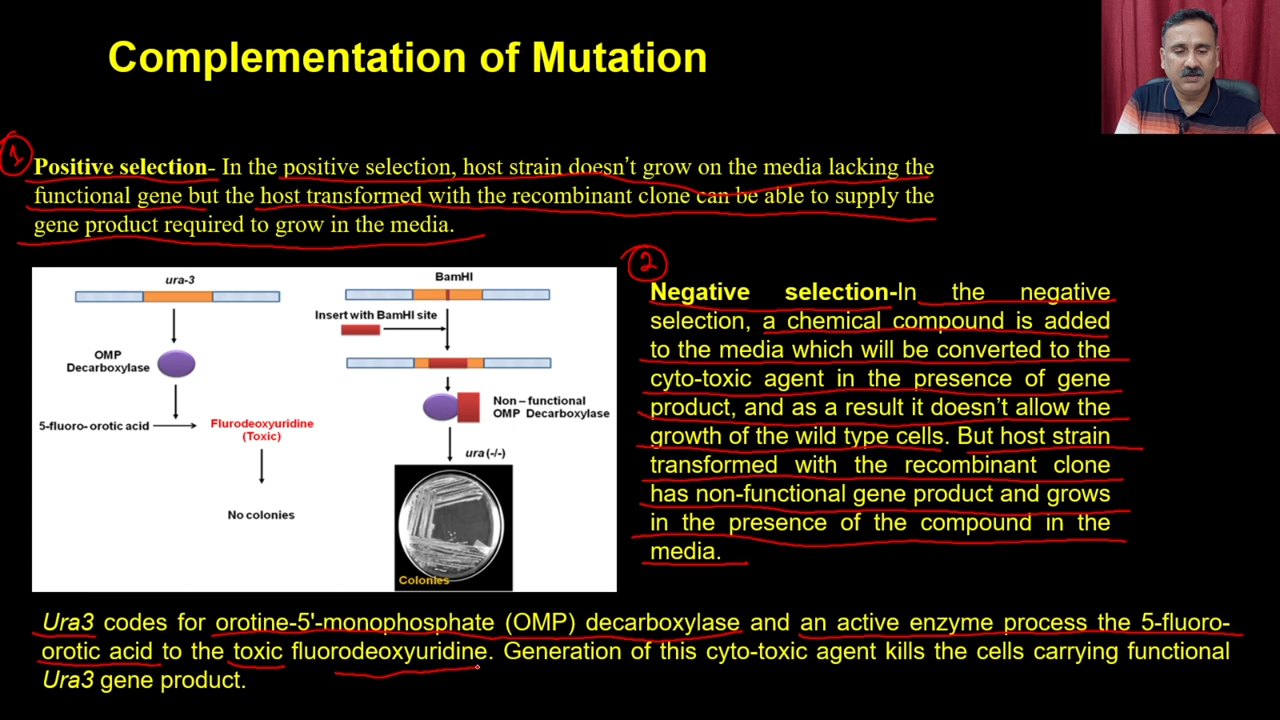 Complementation of Mutation
1
Positive selection- In the positive selection, host strain doesn't grow on the media lacking the
functional gene but the host transformed with the recombinant clone can be able to supply the
gene product required to grow in the media.
ura-3
OMP
Decarboxylase
5-fluoro-orotic acid
Flurodeoxyuridine
(Toxic)
No colonies
BamHI
Insert with BamHI site
Non – functional
OMP Decarboxylase
ura (-/-)
Colonies
2
Negative selection-In the negative
selection, a chemical compound is added
to the media which will be converted to the
cyto-toxic agent in the presence of gene
product, and as a result it doesn't allow the
growth of the wild type cells. But host strain
transformed with the recombinant clone
has non-functional gene product and grows
in the presence of the compound in the
media.
Ura3 codes for orotine-5'-monophosphate (OMP) decarboxylase and an active enzyme process the 5-fluoro-
orotic acid to the toxic fluorodeoxyuridine. Generation of this cyto-toxic agent kills the cells carrying functional
Ura3 gene product.